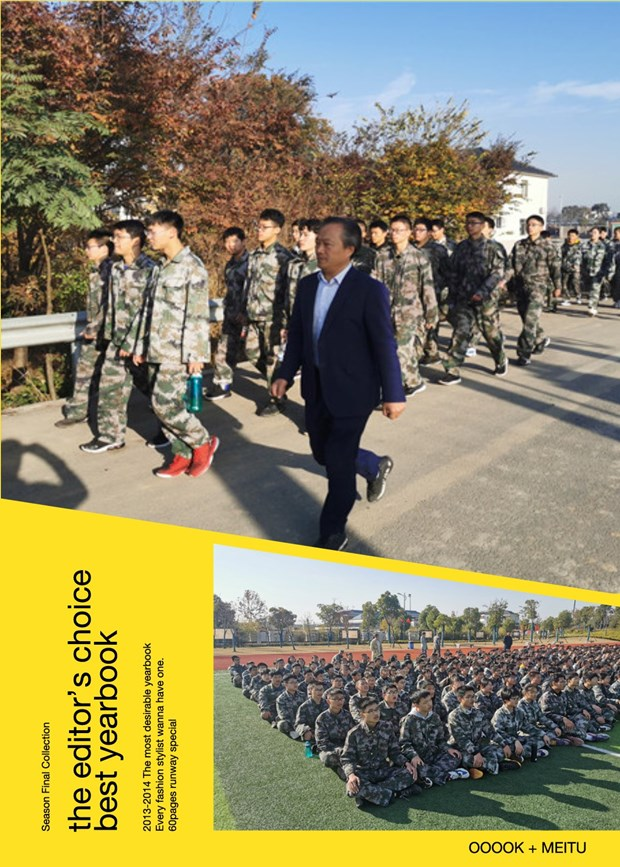 Season Final Collection
the editor's choice
best yearbook
2013-2014 The most desirable yearbook
Every fashion stylist wanna have one.
60pages runway special
OOOOK + MEITU